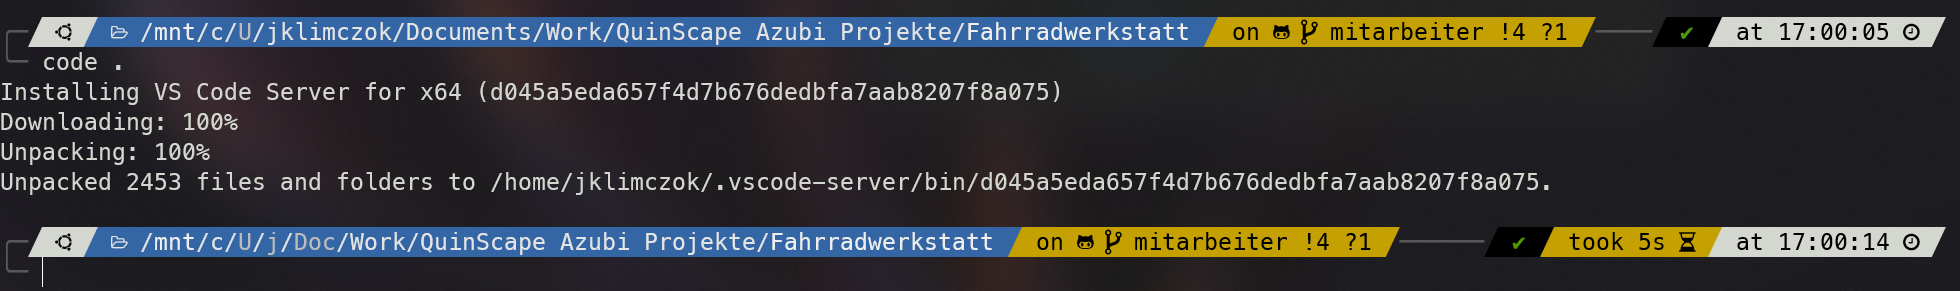 /mnt/c/U/jklimczok/Documents/Work/QuinScape Azubi Projekte/Fahrradwerkstatt on mitarbeiter !4 ?1 ✔ at 17:00:05
code .
Installing VS Code Server for x64 (d045a5eda657f4d7b676dedbfa7aab8207f8a075)
Downloading: 100%
Unpacking: 100%
Unpacked 2453 files and folders to /home/jklimczok/.vscode-server/bin/d045a5eda657f4d7b676dedbfa7aab8207f8a075.
/mnt/c/U/j/Doc/Work/QuinScape Azubi Projekte/Fahrradwerkstatt on mitarbeiter !4 ?1 ✔ took 5s at 17:00:14